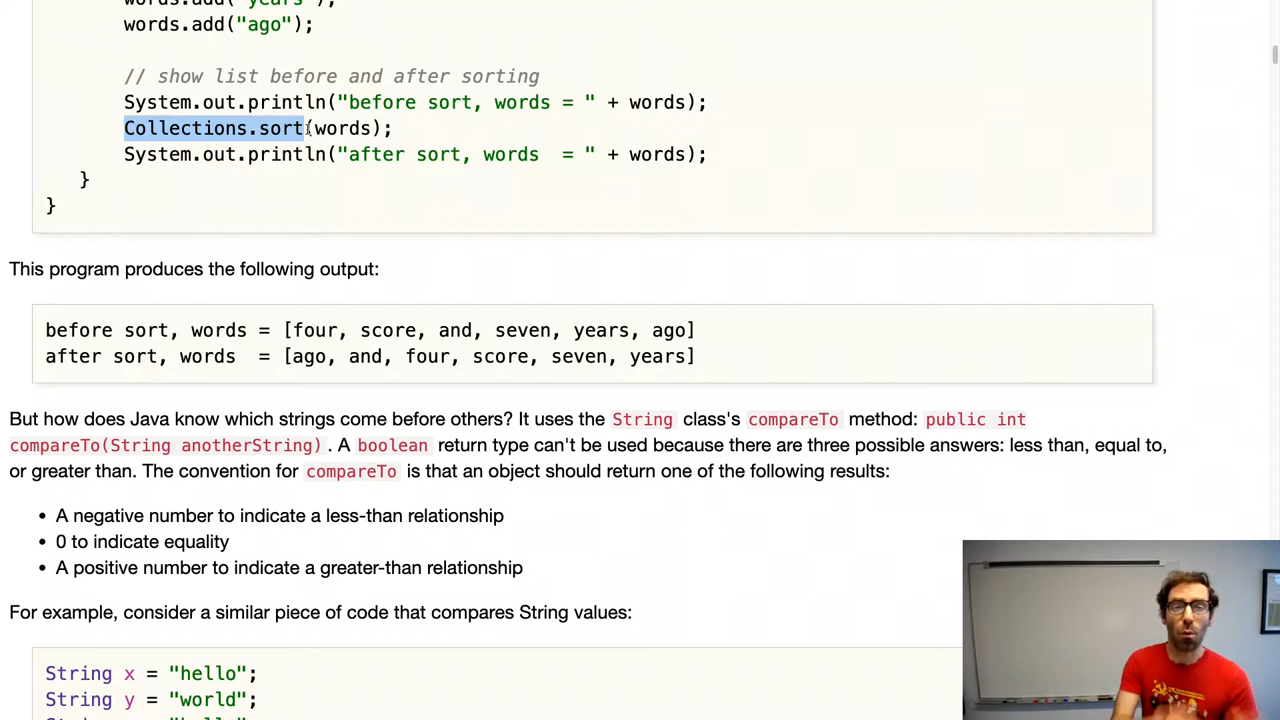 words.add("years");
words.add("ago");
// show list before and after sorting
System.out.println("before sort, words = " + words);
Collections.sort(words);
System.out.println("after sort, words  = " + words);
}
}
This program produces the following output:
before sort, words = [four, score, and, seven, years, ago]
after sort, words  = [ago, and, four, score, seven, years]
But how does Java know which strings come before others? It uses the String class's compareTo method: public int
compareTo(String anotherString). A boolean return type can't be used because there are three possible answers: less than, equal to,
or greater than. The convention for compareTo is that an object should return one of the following results:
• A negative number to indicate a less-than relationship
• 0 to indicate equality
• A positive number to indicate a greater-than relationship
For example, consider a similar piece of code that compares String values:
String x = "hello";
String y = "world";